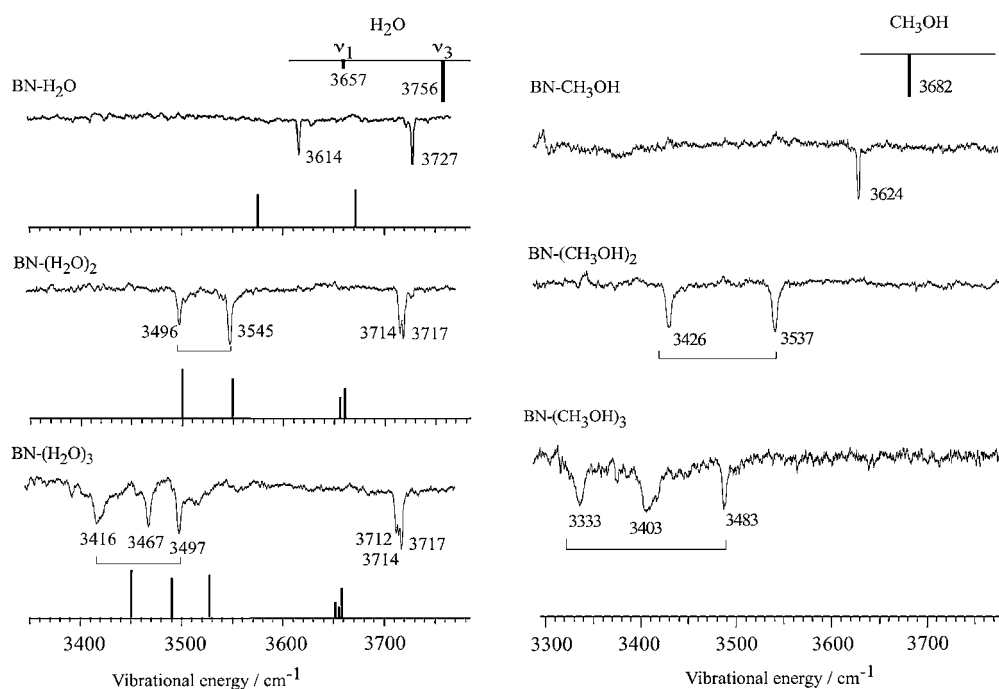 H₂O
ν₁ ν₃
3657
3756
BN-H₂O
3614
3727
BN-(H₂O)₂
3496
3545
3714
3717
BN-(H₂O)₃
3416
3467
3497
3712
3714
3717
3400 3500 3600 3700
Vibrational energy / cm⁻¹
CH₃OH
3682
BN-CH₃OH
3624
BN-(CH₃OH)₂
3426
3537
BN-(CH₃OH)₃
3333
3403
3483
3300 3400 3500 3600 3700
Vibrational energy / cm⁻¹